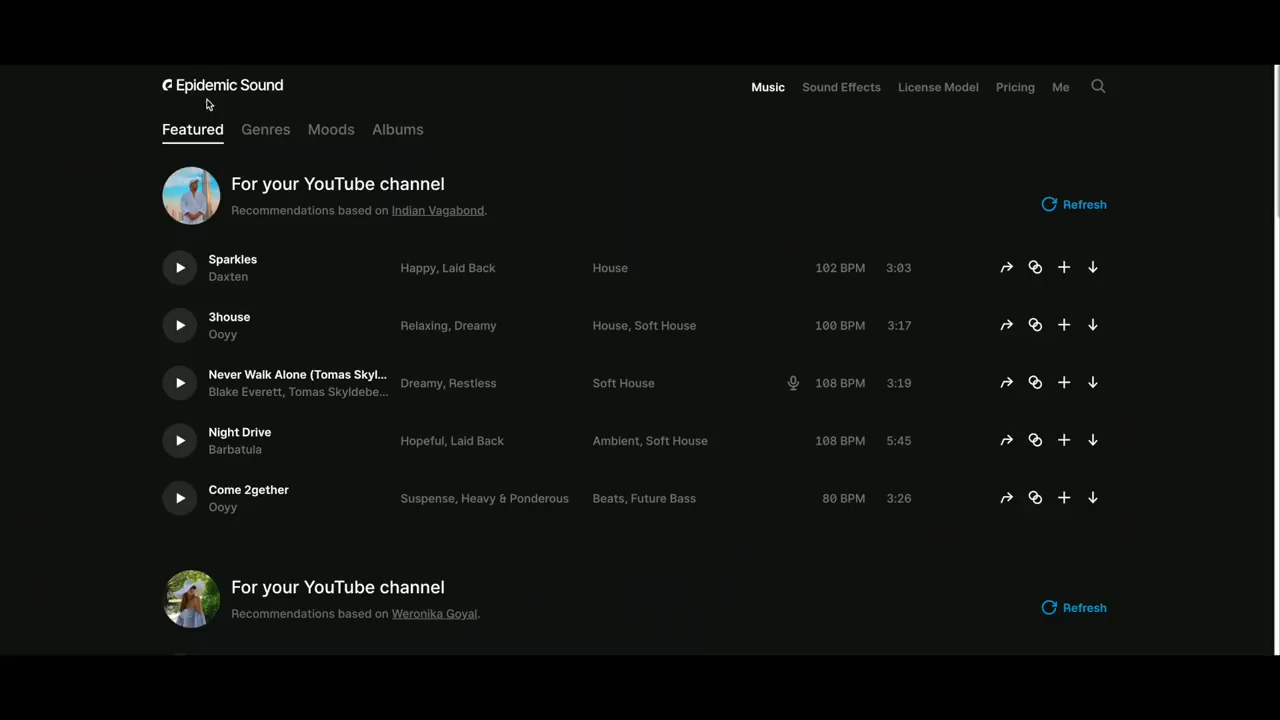 Epidemic Sound
Music Sound Effects License Model Pricing Me
Featured Genres Moods Albums
For your YouTube channel
Recommendations based on Indian Vagabond.
Refresh
Sparkles
Daxten
Happy, Laid Back
House
102 BPM
3:03
3house
Ooyy
Relaxing, Dreamy
House, Soft House
100 BPM
3:17
Never Walk Alone (Tomas Skyl...
Blake Everett, Tomas Skyldebe...
Dreamy, Restless
Soft House
108 BPM
3:19
Night Drive
Barbatula
Hopeful, Laid Back
Ambient, Soft House
108 BPM
5:45
Come 2gether
Ooyy
Suspense, Heavy & Ponderous
Beats, Future Bass
80 BPM
3:26
For your YouTube channel
Recommendations based on Weronika Goyal.
Refresh